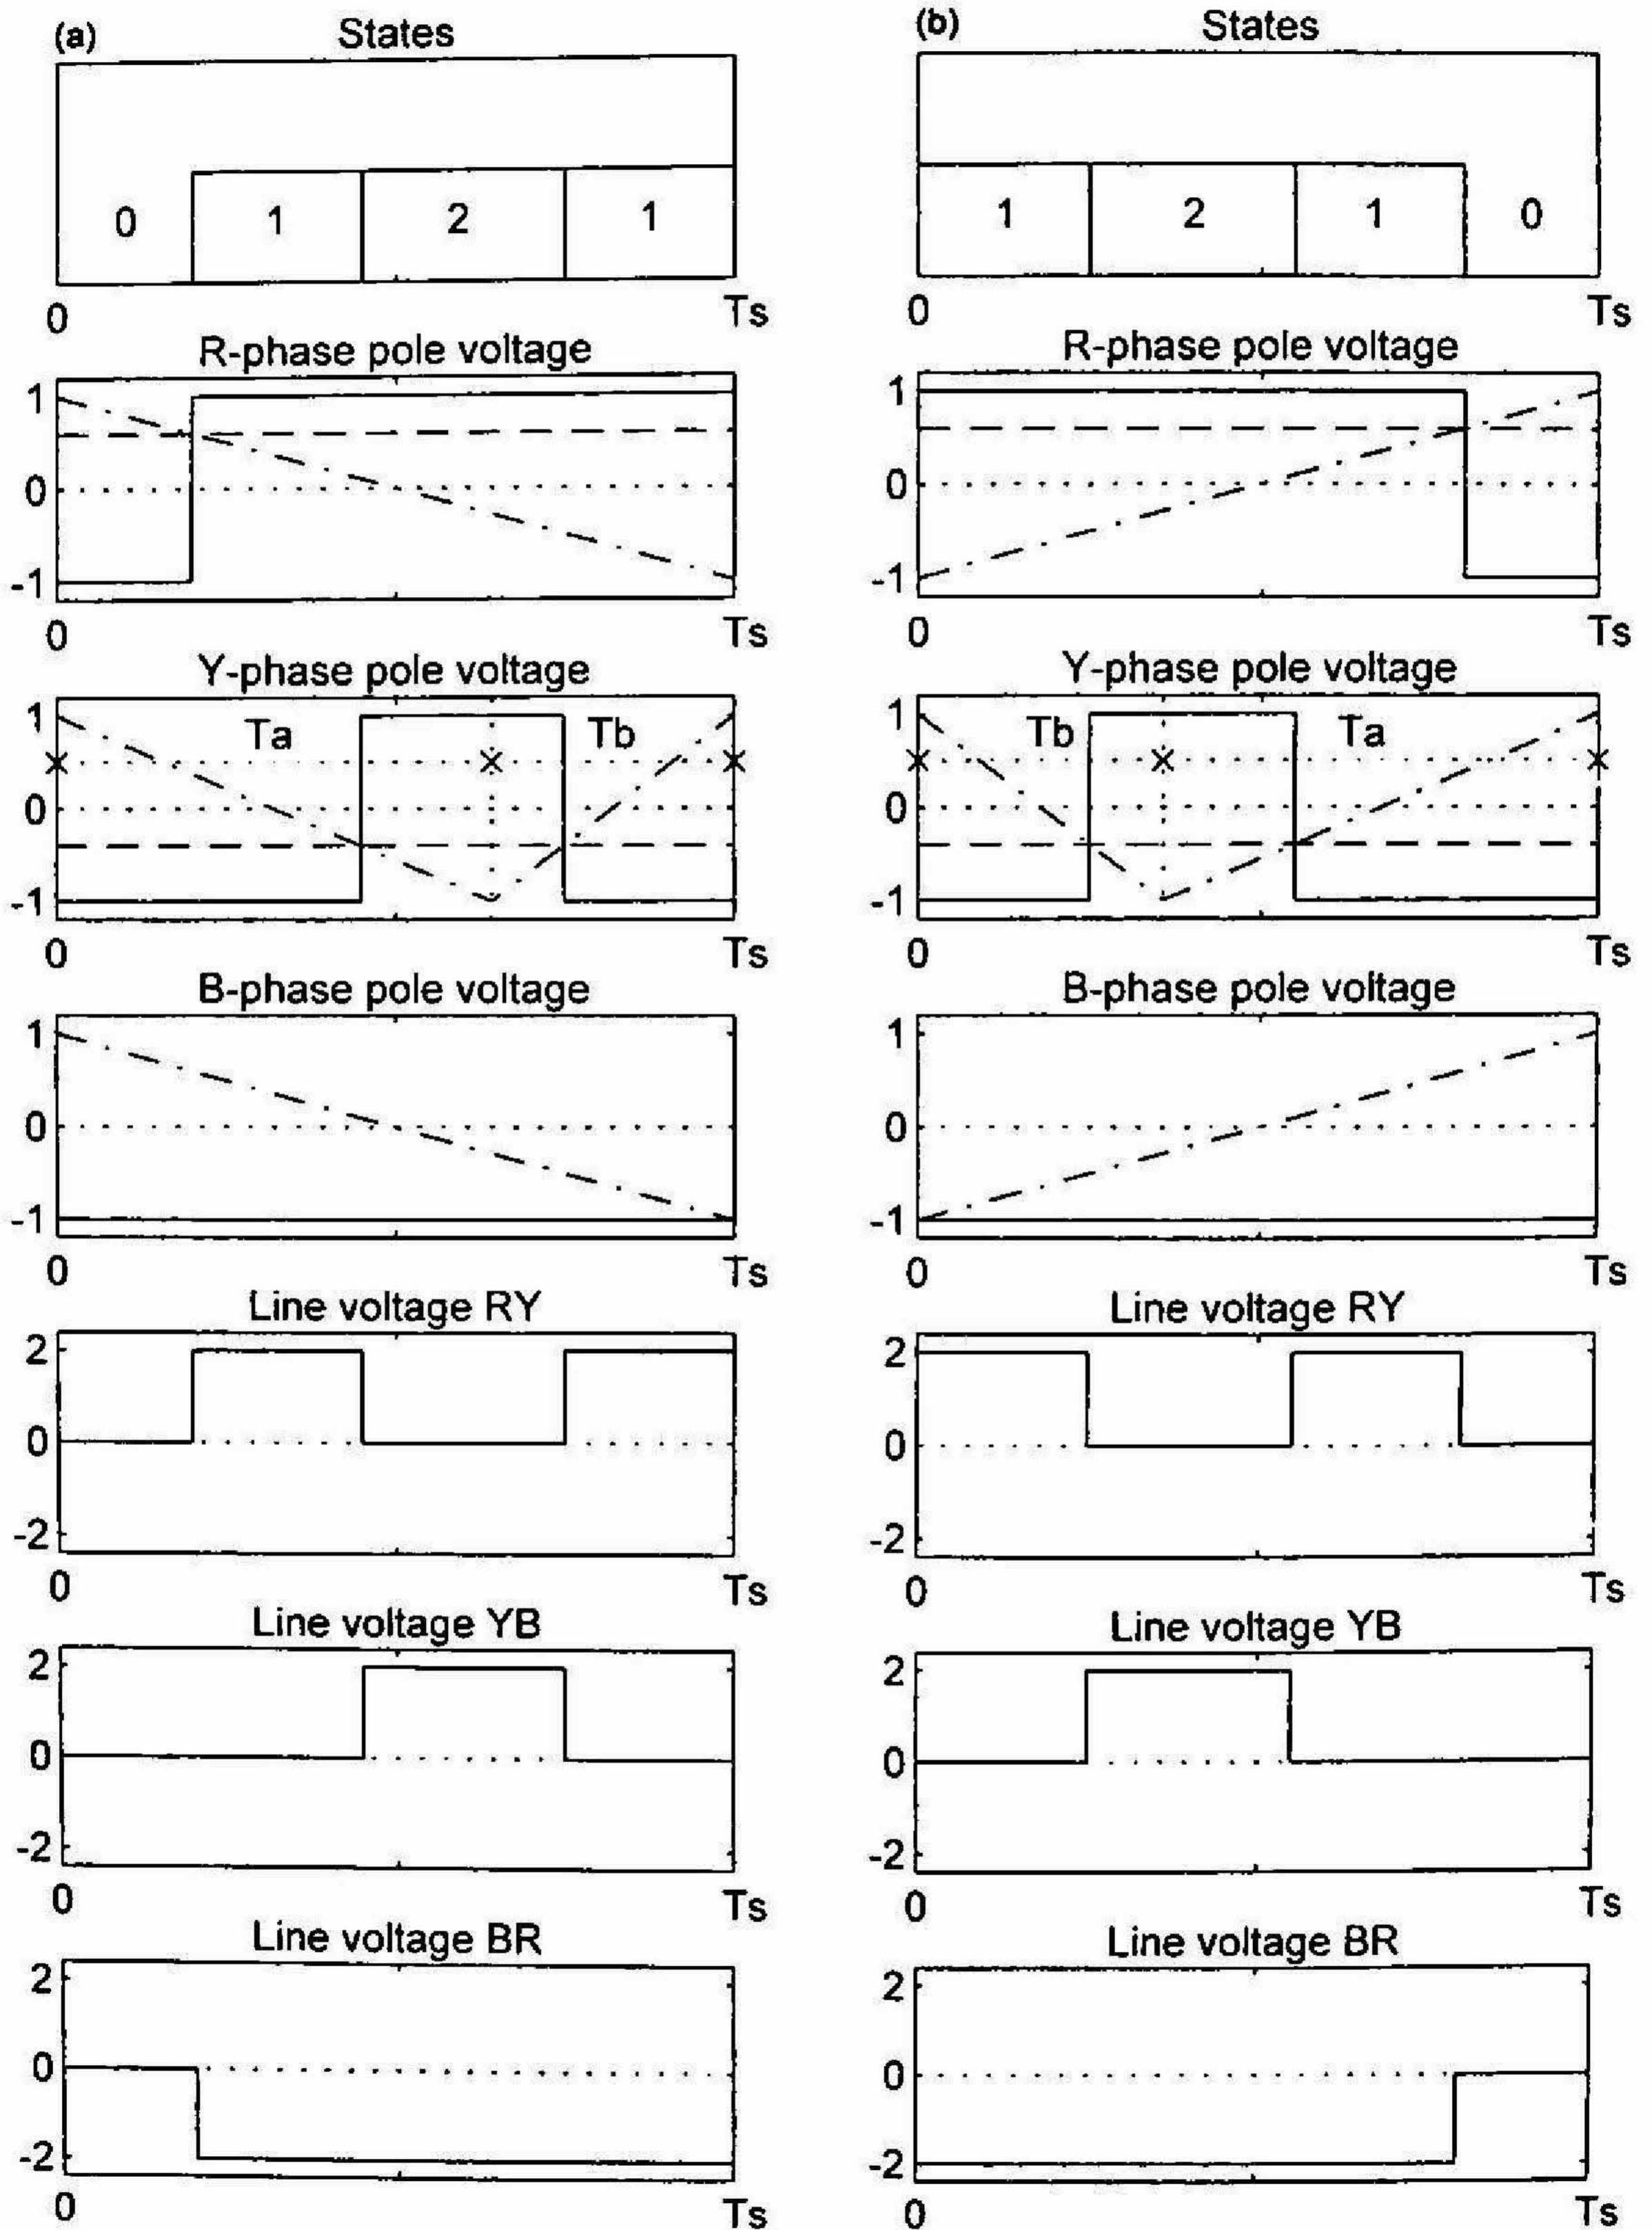 (a)
States
0 1 2 1
0 Ts
R-phase pole voltage
1
0
-1
0 Ts
Y-phase pole voltage
1
Ta Tb
0
-1
0 Ts
B-phase pole voltage
1
0
-1
0 Ts
Line voltage RY
2
0
-2
0 Ts
Line voltage YB
2
0
-2
0 Ts
Line voltage BR
2
0
-2
0 Ts
(b)
States
1 2 1 0
0 Ts
R-phase pole voltage
1
0
-1
0 Ts
Y-phase pole voltage
1
Tb Ta
0
-1
0 Ts
B-phase pole voltage
1
0
-1
0 Ts
Line voltage RY
2
0
-2
0 Ts
Line voltage YB
2
0
-2
0 Ts
Line voltage BR
2
0
-2
0 Ts